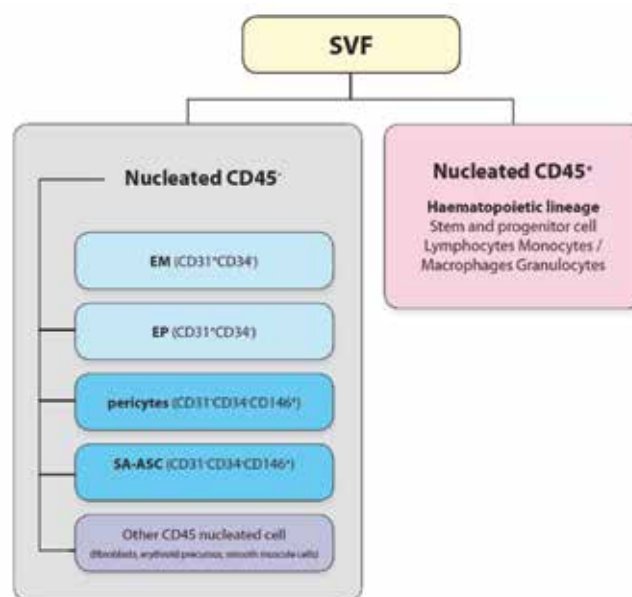 SVF
Nucleated CD45⁻
EM (CD31⁺CD34⁻)
EP (CD31⁺CD34⁻)
pericytes (CD31⁻CD34⁻CD146⁺)
SA-ASC (CD31⁻CD34⁻CD146⁺)
Other CD45 nucleated cell
(fibroblasts, erythroid precursus, smooth muscle cells)
Nucleated CD45⁺
Haematopoietic lineage
Stem and progenitor cell
Lymphocytes Monocytes /
Macrophages Granulocytes